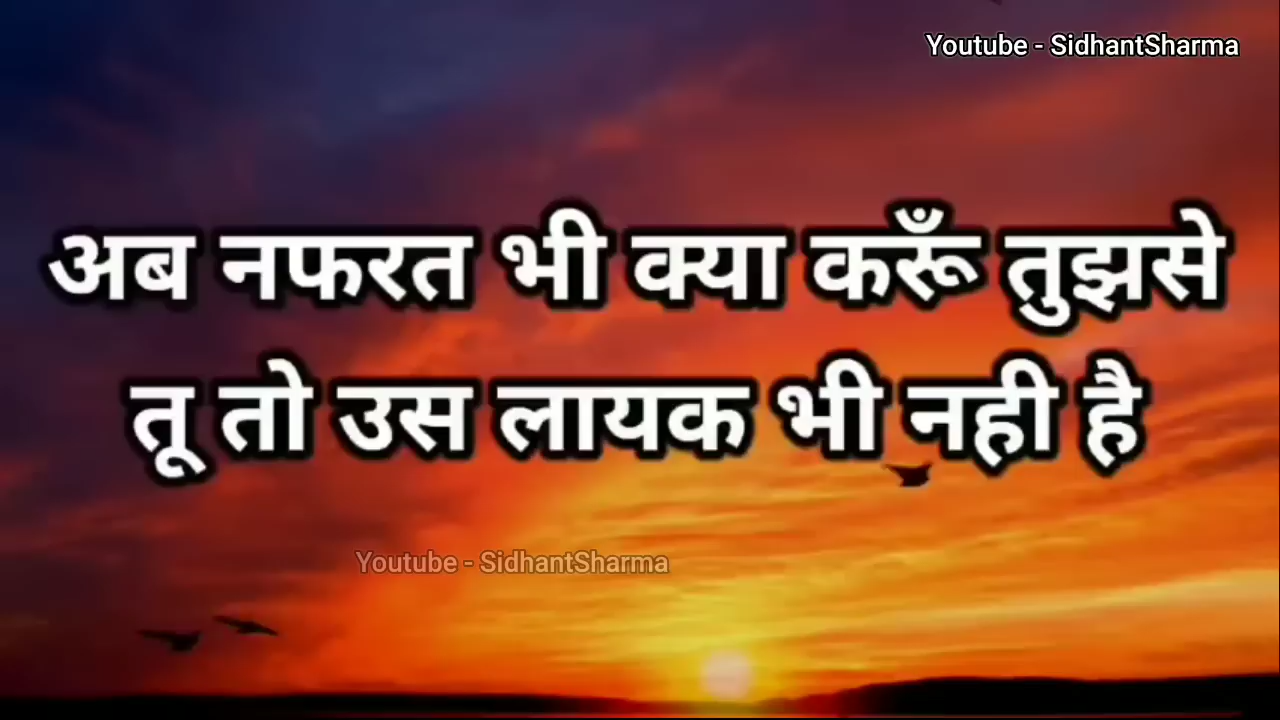 Youtube - SidhantSharma
अब नफरत भी क्या करूँ तुझसे
तू तो उस लायक भी नही है
Youtube - SidhantSharma